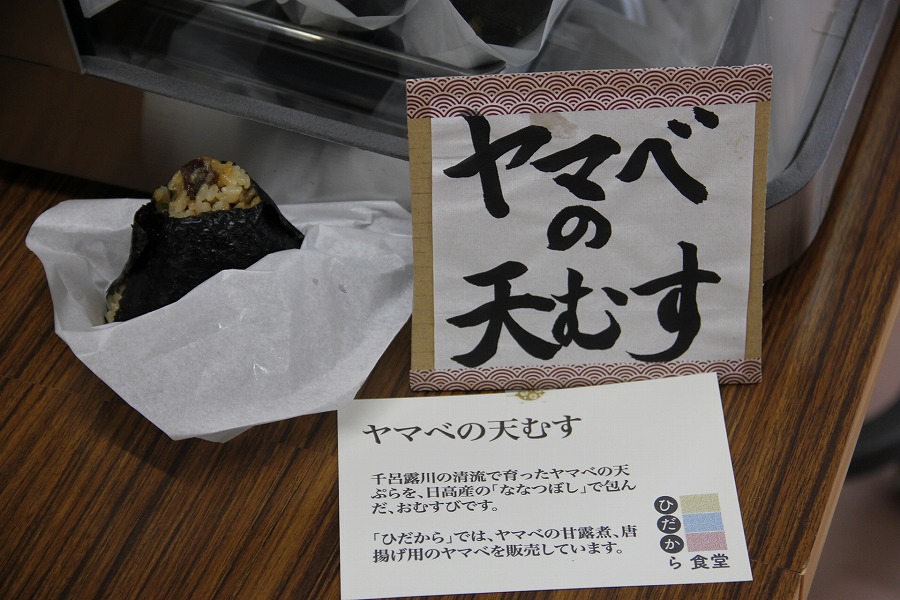 ヤマベ
の
天むす
ヤマベの天むす
千呂露川の清流で育ったヤマベの天
ぷらを、日高産の「ななつぼし」で包ん
だ、おむすびです。
「ひだから」では、ヤマベの甘露煮、唐
揚げ用のヤマベを販売しています。
ひだから食堂